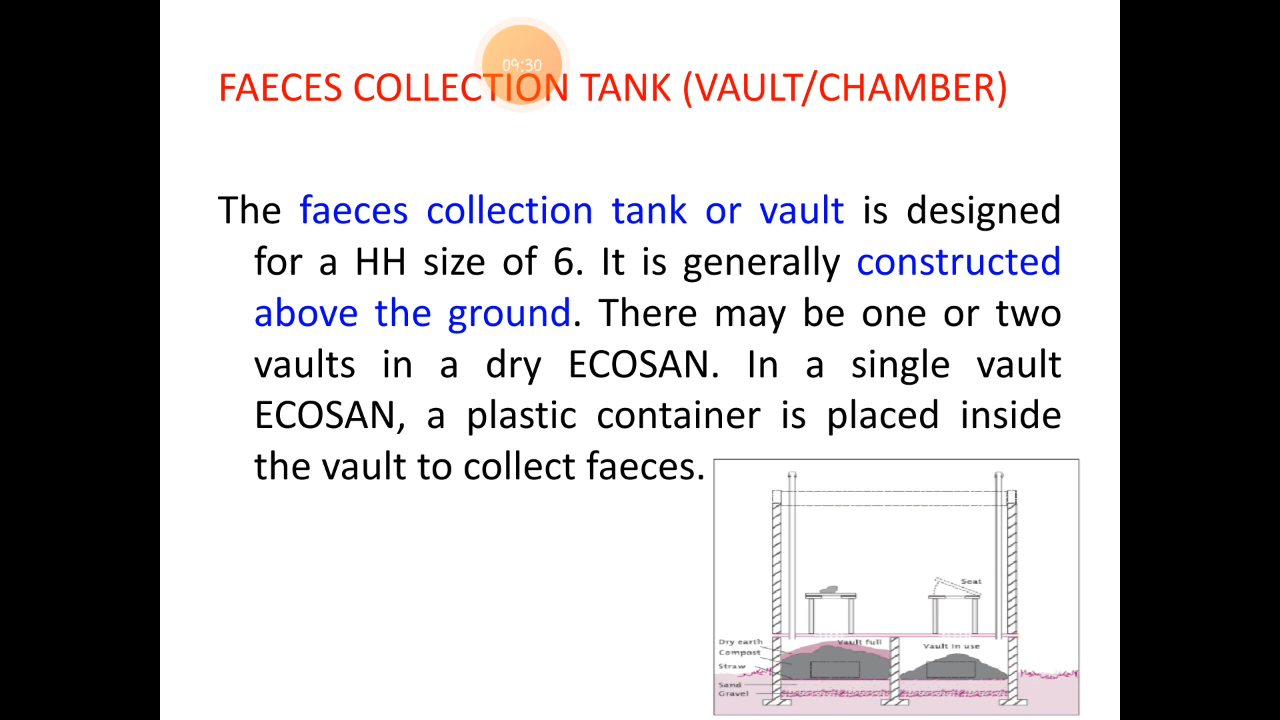 09:30
FAECES COLLECTION TANK (VAULT/CHAMBER)
The faeces collection tank or vault is designed
for a HH size of 6. It is generally constructed
above the ground. There may be one or two
vaults in a dry ECOSAN. In a single vault
ECOSAN, a plastic container is placed inside
the vault to collect faeces.
Seat
Dry earth
Vault full
Compost
Vault in use
Straw
Sand
Gravel